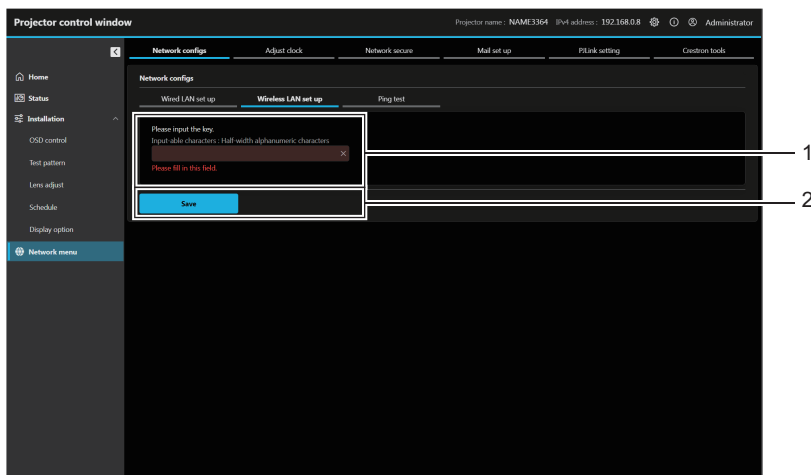 Projector control window
Projector name : NAME3364 IPv4 address : 192.168.0.8 Administrator
Network configs Adjust clock Network secure Mail set up PJLink setting Crestron tools
Home
Status
Installation
OSD control
Test pattern
Lens adjust
Schedule
Display option
Network menu
Network configs
Wired LAN set up Wireless LAN set up Ping test
Please input the key.
Input-able characters : Half-width alphanumeric characters
Please fill in this field.
Save
1
2